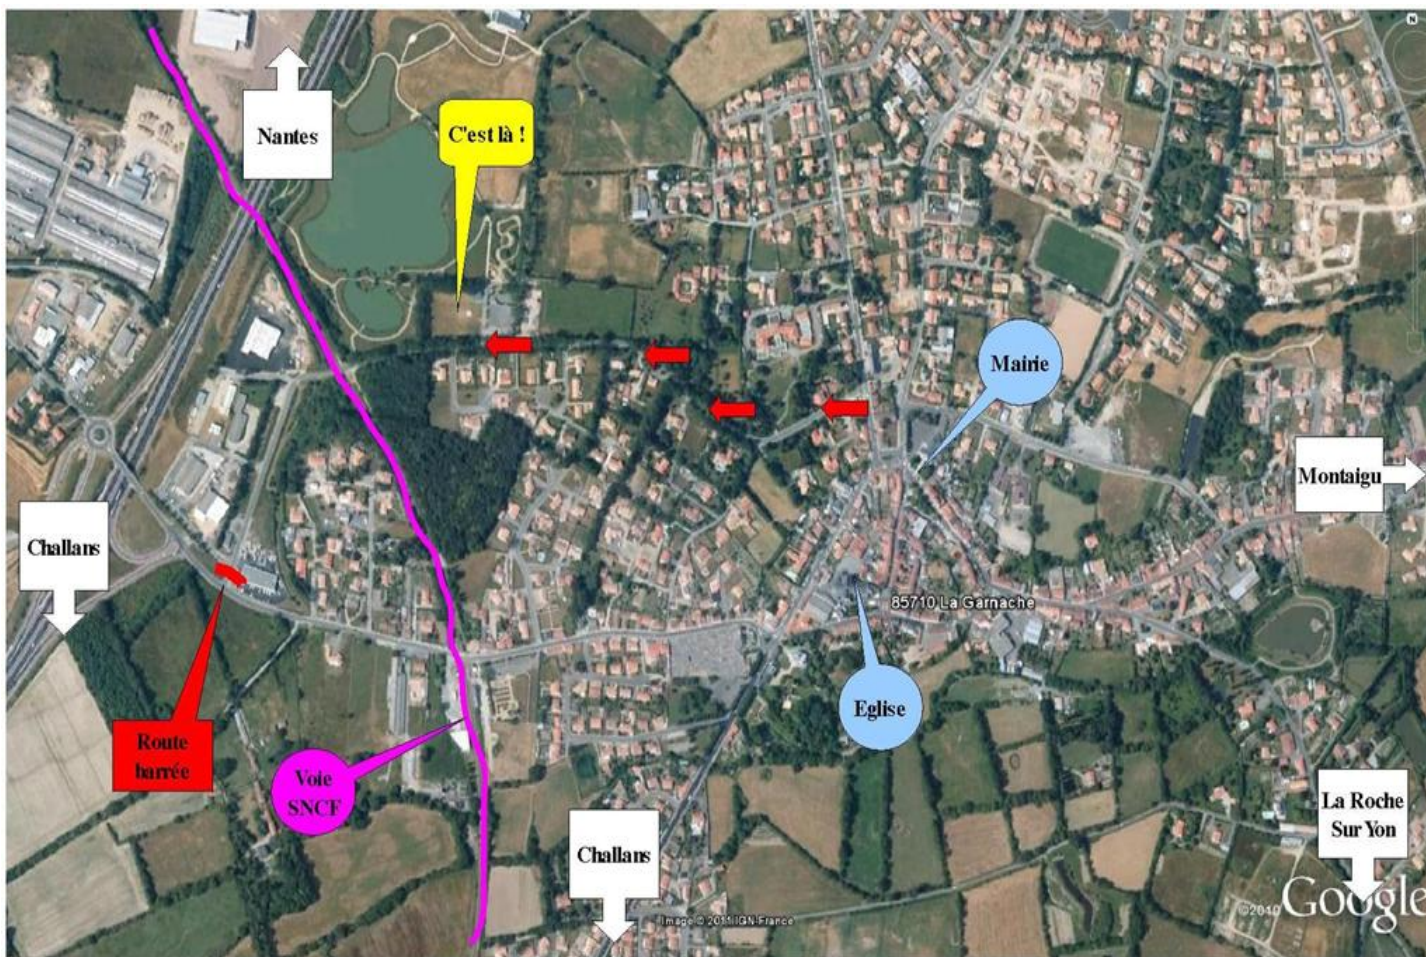 N
Nantes
C'est là !
Mairie
Montaigu
Challans
85710 La Garnache
Route
barrée
Eglise
Voie
SNCF
La Roche
Sur Yon
Challans
Image © 2011 IGN-France
©2010 Google